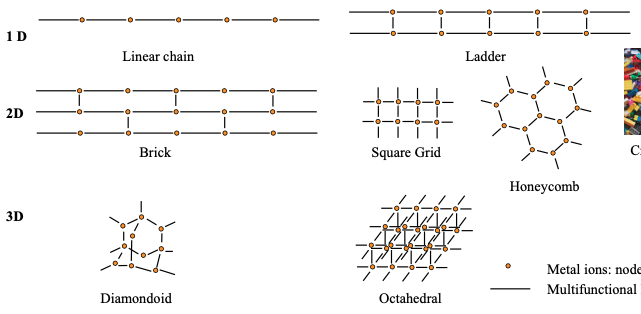 1 D
Linear chain
Ladder
2D
Brick
Square Grid
Honeycomb
3D
Diamondoid
Octahedral
Metal ions: node
Multifunctional